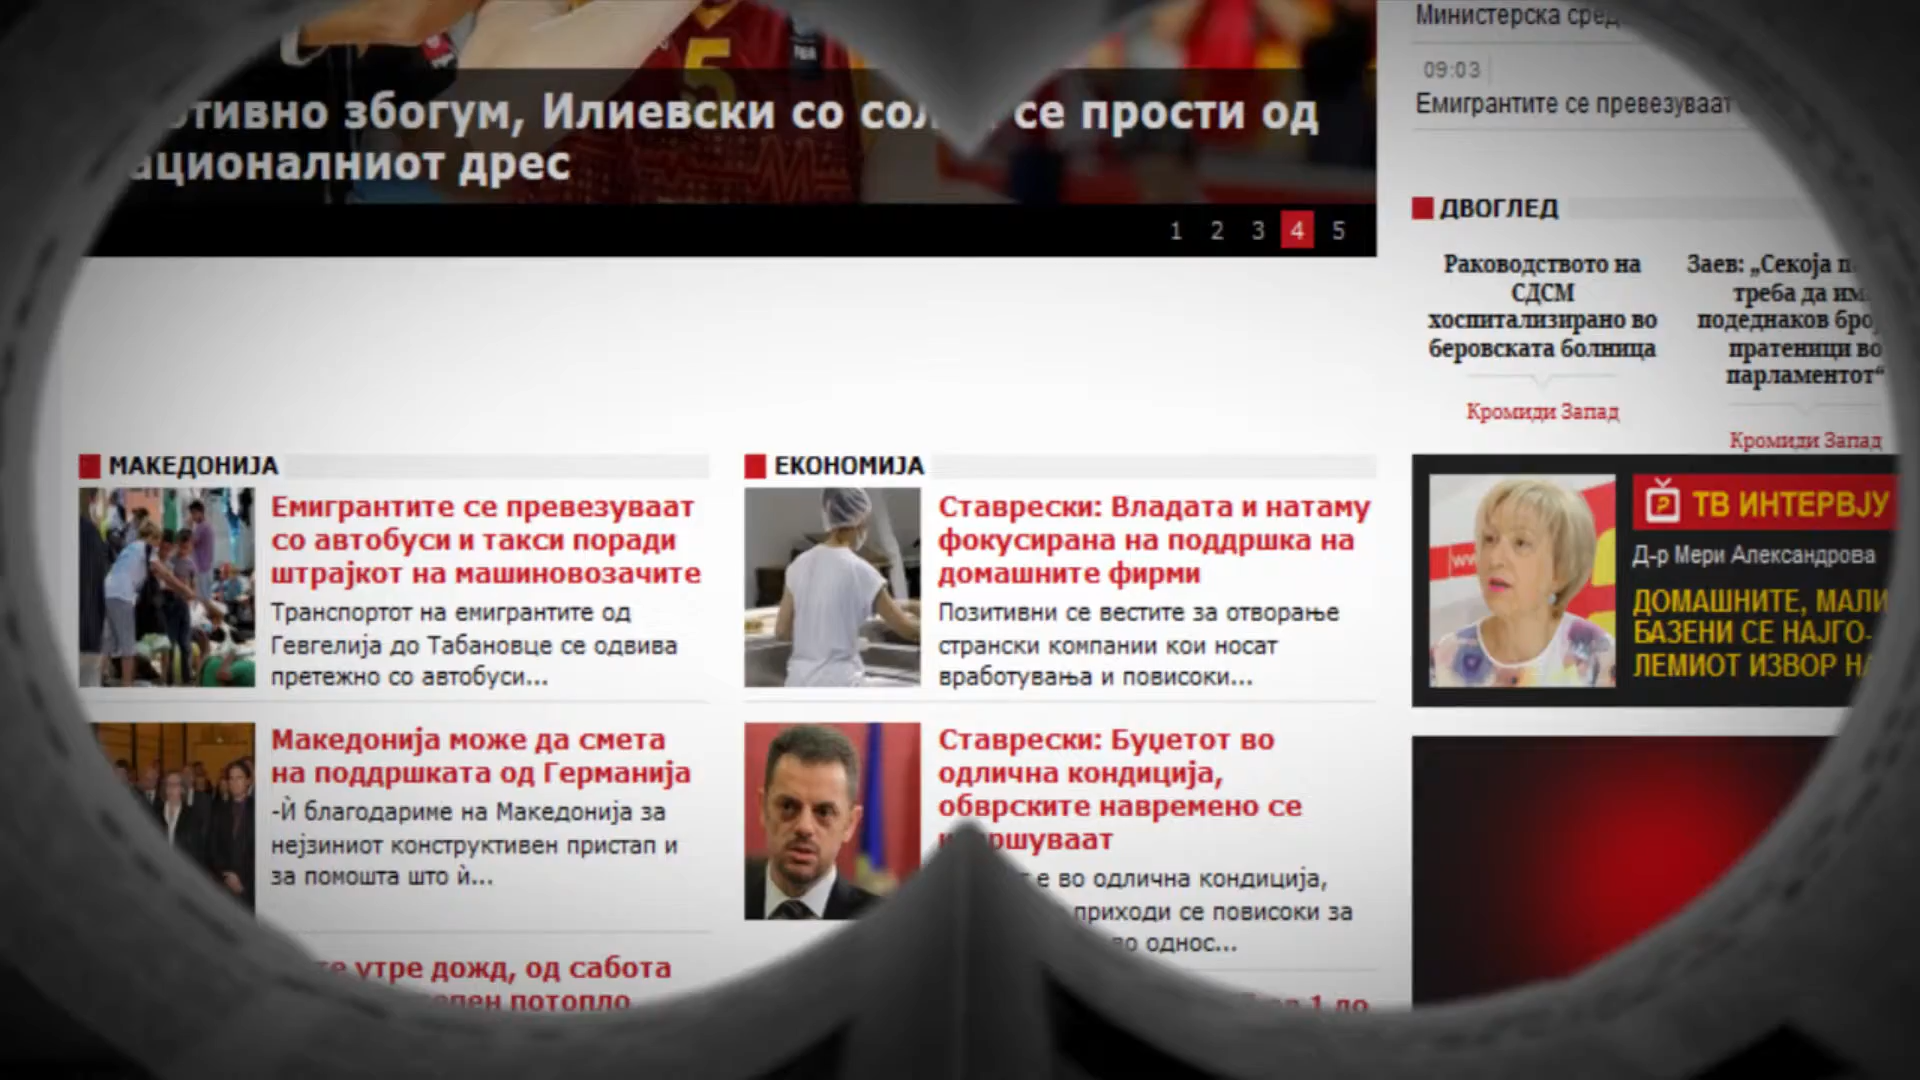 збогум, Илиевски со се прости од
дрес
1 2 3 4 5
Министерска
09:03
Емигрантите се превезуваат
ДВОГЛЕД
Раководството на
СДСМ
хоспитализирано во
беровската болница
Кромиди Запад
Заев: „Секоја
треба да
подеднаков
пратеници во
парламентот“
Кромиди Запад
МАКЕДОНИЈА
Емигрантите се превезуваат
со автобуси и такси поради
штрајкот на машиновозачите
Транспортот на емигрантите од
Гевгелија до Табановце се одвива
претежно со автобуси...
Македонија може да смета
на поддршката од Германија
-Ѝ благодариме на Македонија за
нејзиниот конструктивен пристап и
за помошта што ѝ...
утре дожд, од сабота
потопло
ЕКОНОМИЈА
Ставрески: Владата и натаму
фокусирана на поддршка на
домашните фирми
Позитивни се вестите за отворање
странски компании кои носат
вработувања и повисоки...
Ставрески: Буџетот во
одлична кондиција,
обврските навремено се
е во одлична кондиција,
приходи се повисоки за
во однос...
1 до
ТВ ИНТЕРВЈУ
Д-р Мери Александрова
ДОМАШНИТЕ, МАЛИ
БАЗЕНИ СЕ НАЈГО-
ЛЕМИОТ ИЗВОР